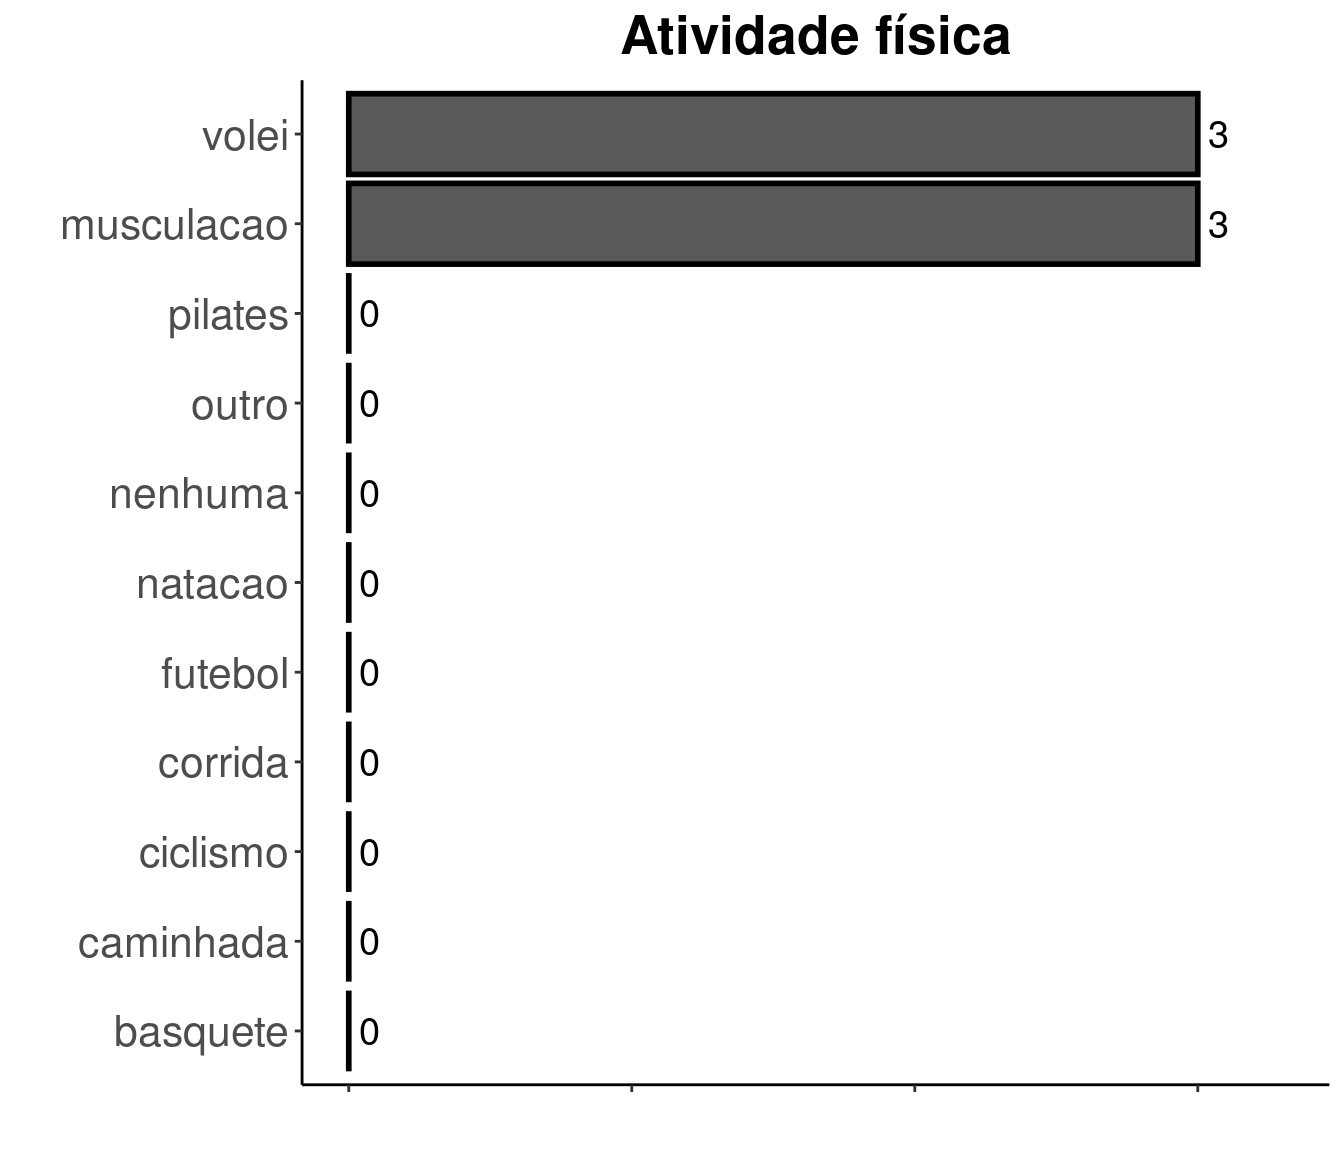 Atividade física
volei 3
musculacao 3
pilates 0
outro 0
nenhuma 0
natacao 0
futebol 0
corrida 0
ciclismo 0
caminhada 0
basquete 0